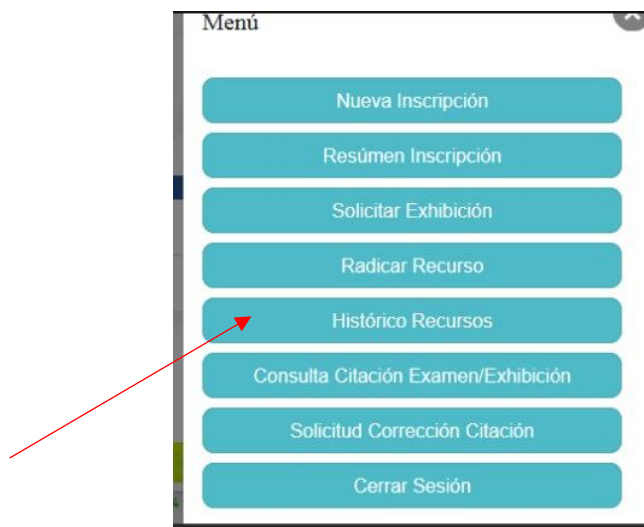 Menú
Nueva Inscripción
Resúmen Inscripción
Solicitar Exhibición
Radicar Recurso
Histórico Recursos
Consulta Citación Examen/Exhibición
Solicitud Corrección Citación
Cerrar Sesión